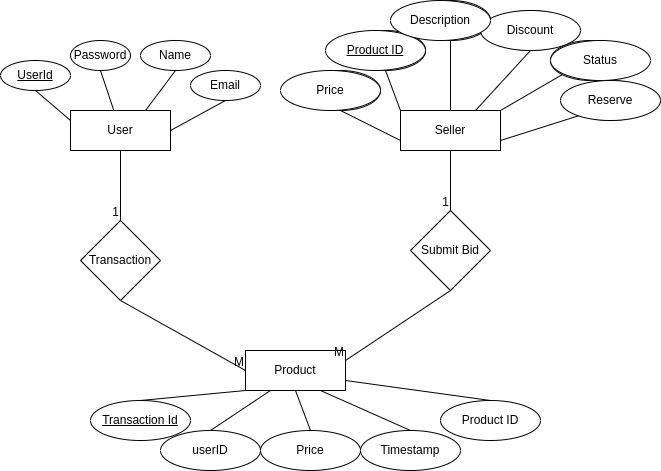 Description
Discount
Product ID
Password
Name
Status
UserId
Email
Price
Reserve
User
Seller
1
1
Transaction
Submit Bid
M
M
Product
Transaction Id
Product ID
userID
Price
Timestamp